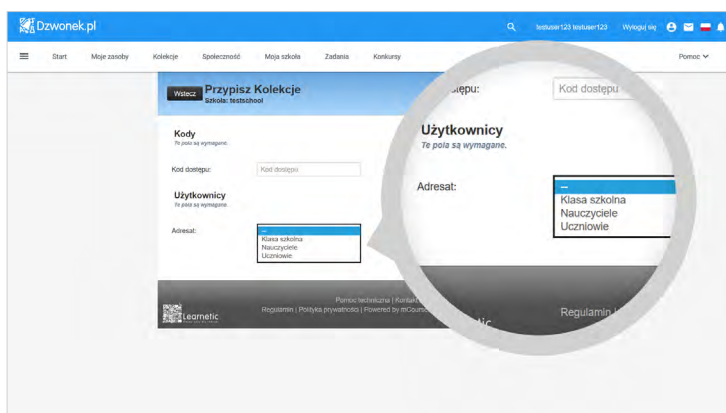 Dzwonek.pl
testuser123 testuser123 Wyloguj się
Start Moje zasoby Kolekcje Społeczność Moja szkoła Zadania Konkursy Pomoc
Wstecz Przypisz Kolekcje
Szkoła: testschool
Kody
Te pola są wymagane.
Kod dostępu: Kod dostępu
Użytkownicy
Te pola są wymagane.
Adresat: --
Klasa szkolna
Nauczyciele
Uczniowie
Learnetic
Pomoc techniczna | Kontakt
Regulamin | Polityka prywatności | Powered by mCourse
stępu: Kod dostępu
Użytkownicy
Te pola są wymagane.
Adresat: --
Klasa szkolna
Nauczyciele
Uczniowie
Regulamin